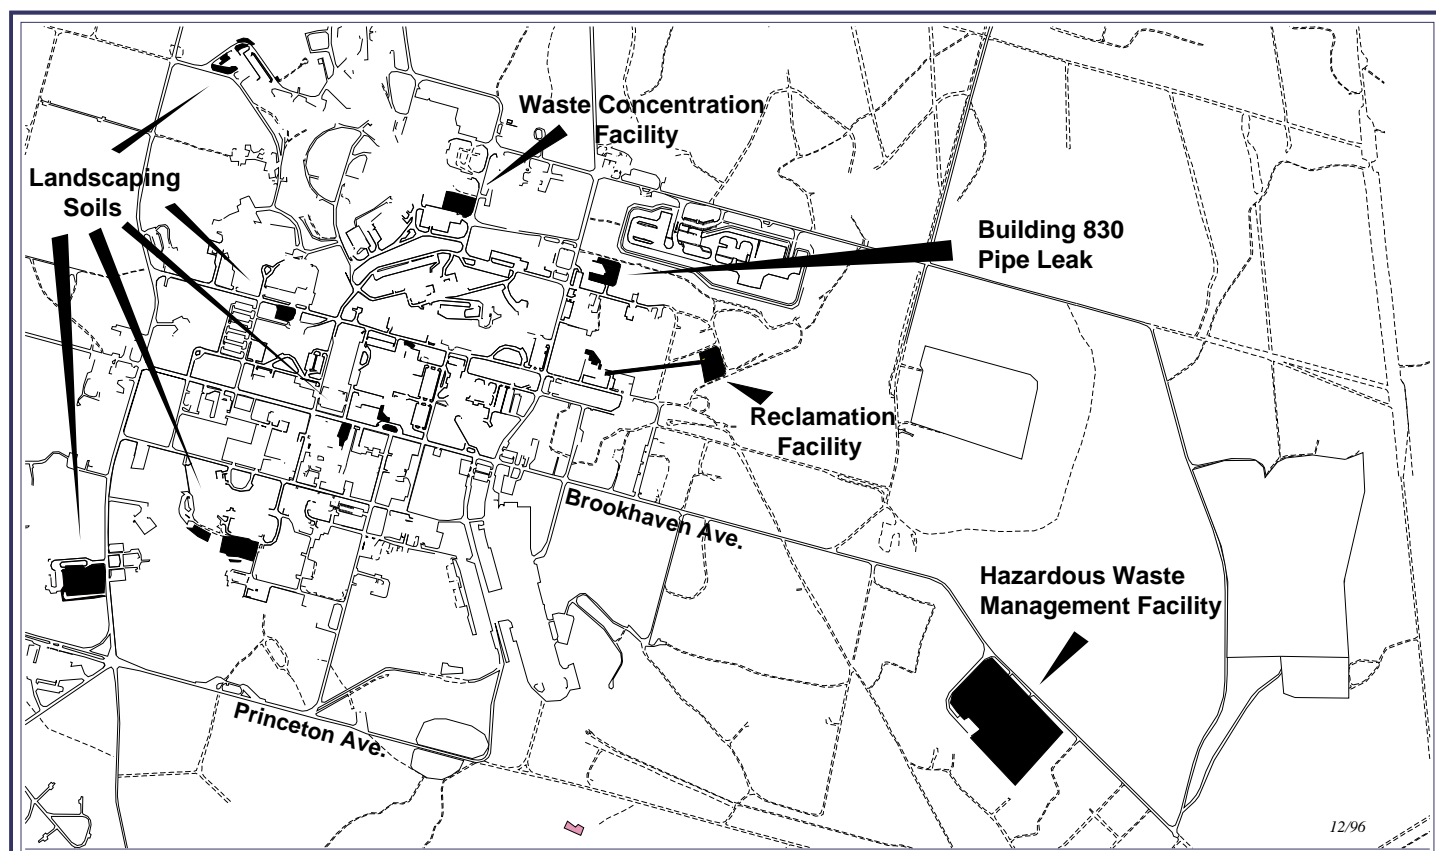 Waste Concentration
Facility
Landscaping
Soils
Building 830
Pipe Leak
Reclamation
Facility
Brookhaven Ave.
Hazardous Waste
Management Facility
Princeton Ave.
12/96